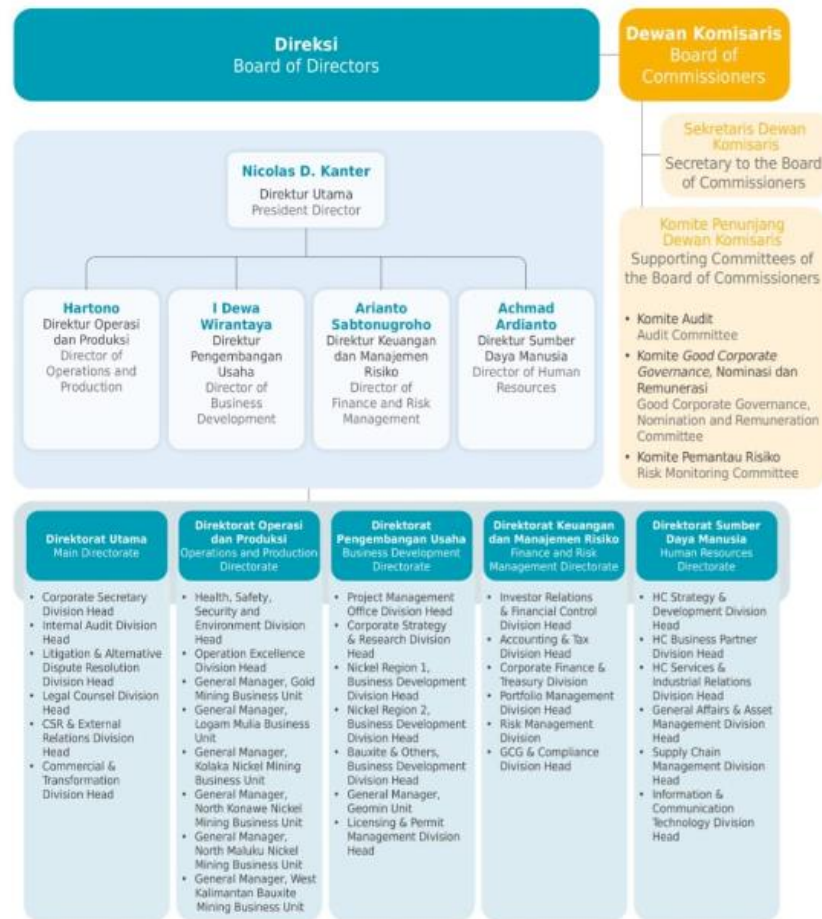 Direksi
Board of Directors
Dewan Komisaris
Board of
Commissioners
Sekretaris Dewan
Komisaris
Secretary to the Board
of Commissioners
Komite Penunjang
Dewan Komisaris
Supporting Committees of
the Board of Commissioners
• Komite Audit
Audit Committee
• Komite Good Corporate
Governance, Nominasi dan
Remunerasi
Good Corporate Governance,
Nomination and Remuneration
Committee
• Komite Pemantau Risiko
Risk Monitoring Committee
Nicolas D. Kanter
Direktur Utama
President Director
Hartono
Direktur Operasi
dan Produksi
Director of
Operations and
Production
I Dewa
Wirantaya
Direktur
Pengembangan
Usaha
Director of
Business
Development
Arianto
Sabtonugroho
Direktur Keuangan
dan Manajemen
Risiko
Director of
Finance and Risk
Management
Achmad
Ardianto
Direktur Sumber
Daya Manusia
Director of Human
Resources
Direktorat Utama
Main Directorate
• Corporate Secretary
Division Head
• Internal Audit Division
Head
• Litigation & Alternative
Dispute Resolution
Division Head
• Legal Counsel Division
Head
• CSR & External
Relations Division
Head
• Commercial &
Transformation
Division Head
Direktorat Operasi
dan Produksi
Operations and Production
Directorate
• Health, Safety,
Security and
Environment Division
Head
• Operation Excellence
Division Head
• General Manager, Gold
Mining Business Unit
• General Manager,
Logam Mulia Business
Unit
• General Manager,
Kolaka Nickel Mining
Business Unit
• General Manager,
North Konawe Nickel
Mining Business Unit
• General Manager,
North Maluku Nickel
Mining Business Unit
• General Manager, West
Kalimantan Bauxite
Mining Business Unit
Direktorat
Pengembangan Usaha
Business Development
Directorate
• Project Management
Office Division Head
• Corporate Strategy
& Research Division
Head
• Nickel Region 1,
Business Development
Division Head
• Nickel Region 2,
Business Development
Division Head
• Bauxite & Others,
Business Development
Division Head
• General Manager,
Geomin Unit
• Licensing & Permit
Management Division
Head
Direktorat Keuangan
dan Manajemen Risiko
Finance and Risk
Management Directorate
• Investor Relations
& Financial Control
Division Head
• Accounting & Tax
Division Head
• Corporate Finance &
Treasury Division
• Portfolio Management
Division Head
• Risk Management
Division
• GCG & Compliance
Division Head
Direktorat Sumber
Daya Manusia
Human Resources
Directorate
• HC Strategy &
Development Division
Head
• HC Business Partner
Division Head
• HC Services &
Industrial Relations
Division Head
• General Affairs & Asset
Management Division
Head
• Supply Chain
Management Division
Head
• Information &
Communication
Technology Division
Head